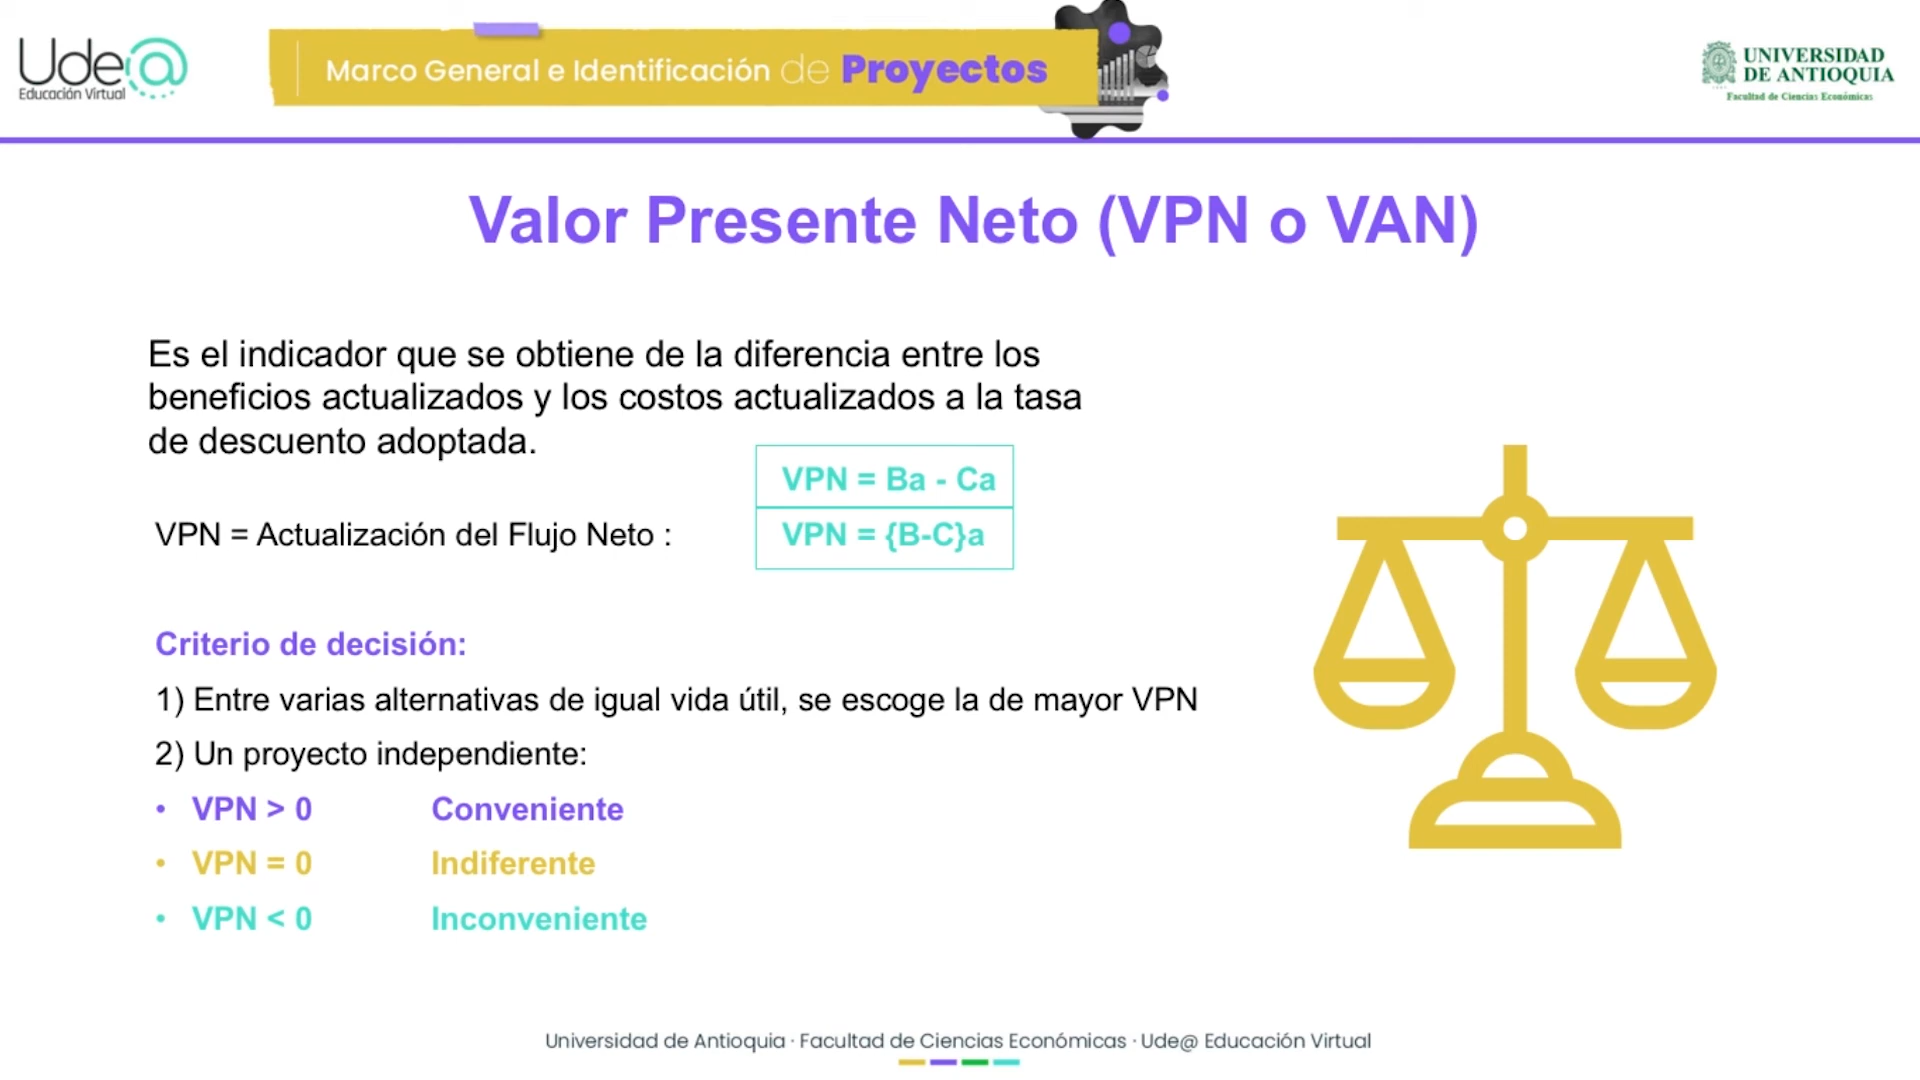 Ude@
Educación Virtual
Marco General e Identificación de Proyectos
UNIVERSIDAD
DE ANTIOQUIA
Facultad de Ciencias Económicas
Valor Presente Neto (VPN o VAN)
Es el indicador que se obtiene de la diferencia entre los
beneficios actualizados y los costos actualizados a la tasa
de descuento adoptada.
VPN = Ba - Ca
VPN = Actualización del Flujo Neto :
VPN = {B-C}a
Criterio de decisión:
1) Entre varias alternativas de igual vida útil, se escoge la de mayor VPN
2) Un proyecto independiente:
• VPN > 0 Conveniente
• VPN = 0 Indiferente
• VPN < 0 Inconveniente
Universidad de Antioquia · Facultad de Ciencias Económicas · Ude@ Educación Virtual